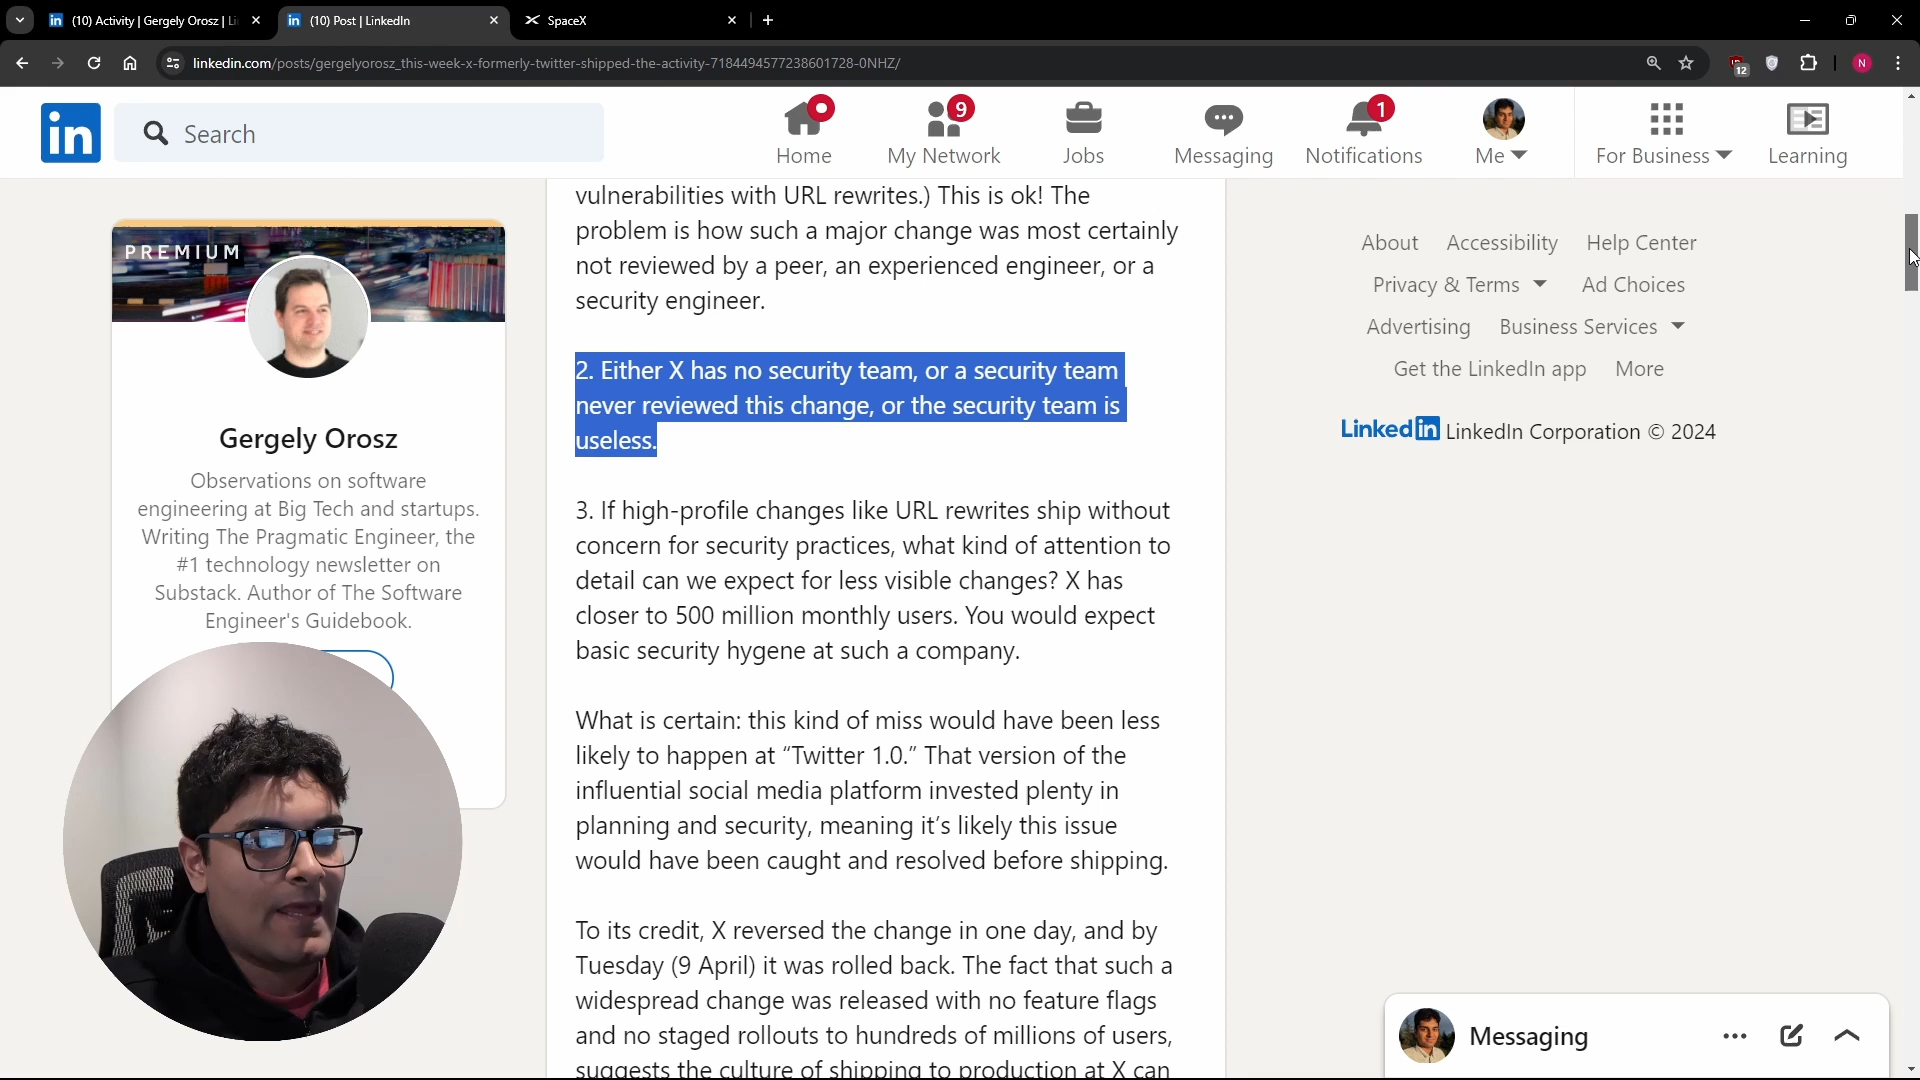 (10) Activity | Gergely Orosz | Li
(10) Post | LinkedIn
SpaceX
linkedin.com/posts/gergelyorosz_this-week-x-formerly-twitter-shipped-the-activity-7184494577238601728-0NHZ/
12
N
in
Search
Home
9
My Network
Jobs
Messaging
1
Notifications
Me
For Business
Learning
PREMIUM
Gergely Orosz
Observations on software
engineering at Big Tech and startups.
Writing The Pragmatic Engineer, the
#1 technology newsletter on
Substack. Author of The Software
Engineer's Guidebook.
vulnerabilities with URL rewrites.) This is ok! The
problem is how such a major change was most certainly
not reviewed by a peer, an experienced engineer, or a
security engineer.
2. Either X has no security team, or a security team
never reviewed this change, or the security team is
useless.
3. If high-profile changes like URL rewrites ship without
concern for security practices, what kind of attention to
detail can we expect for less visible changes? X has
closer to 500 million monthly users. You would expect
basic security hygene at such a company.
What is certain: this kind of miss would have been less
likely to happen at “Twitter 1.0.” That version of the
influential social media platform invested plenty in
planning and security, meaning it’s likely this issue
would have been caught and resolved before shipping.
To its credit, X reversed the change in one day, and by
Tuesday (9 April) it was rolled back. The fact that such a
widespread change was released with no feature flags
and no staged rollouts to hundreds of millions of users,
suggests the culture of shipping to production at X can
About Accessibility Help Center
Privacy & Terms Ad Choices
Advertising Business Services
Get the LinkedIn app More
LinkedIn LinkedIn Corporation © 2024
Messaging